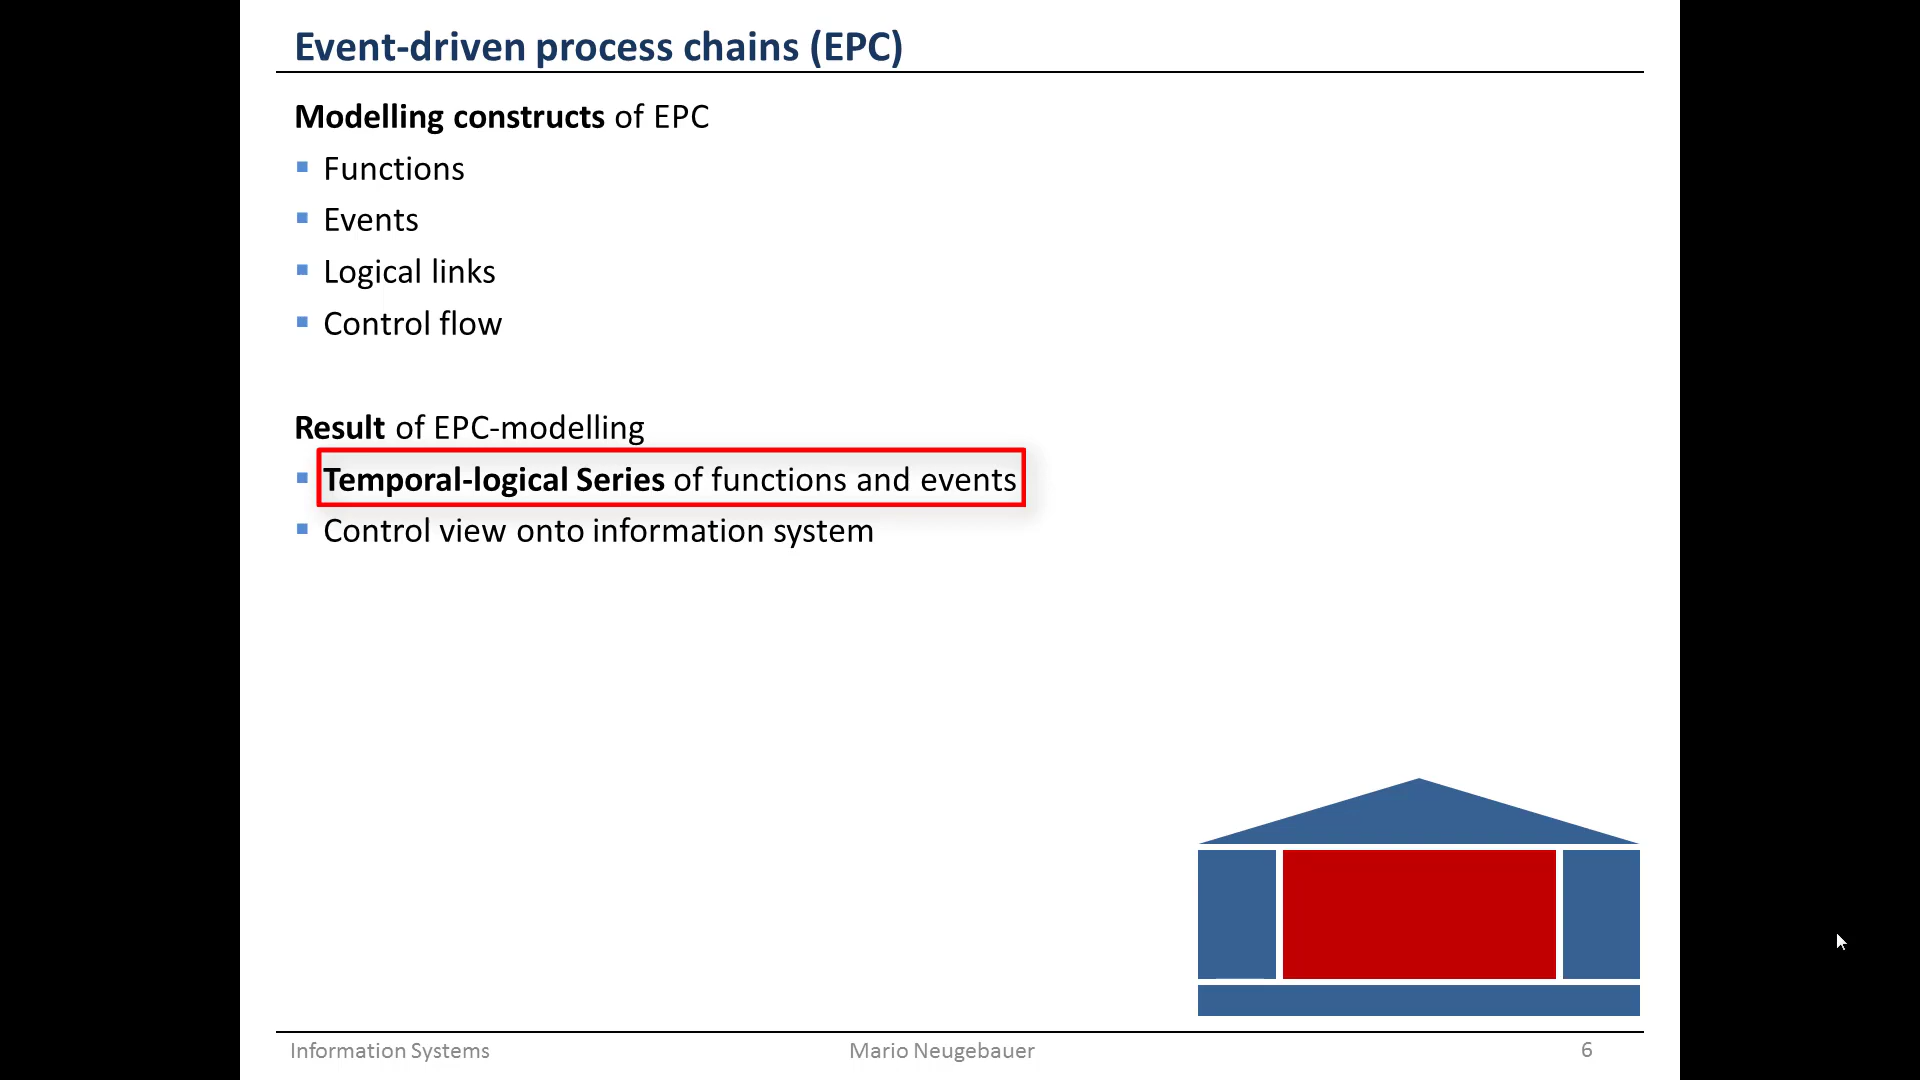 Event-driven process chains (EPC)
Modelling constructs of EPC
Functions
Events
Logical links
Control flow
Result of EPC-modelling
Temporal-logical Series of functions and events
Control view onto information system
Information Systems
Mario Neugebauer
6